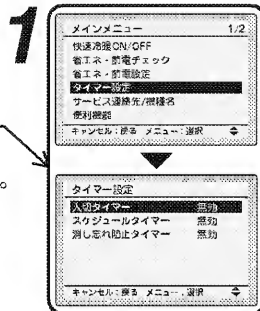 1
メインメニュー 1/2
快速冷暖ON/OFF
省エネ・節電チェック
省エネ・節電設定
タイマー設定
サービス連絡先/機種名
便利機能
キャンセル:戻る メニュー:選択
。
タイマー設定
入切タイマー 無効
スケジュールタイマー 無効
消し忘れ防止タイマー 無効
キャンセル:戻る メニュー:選択